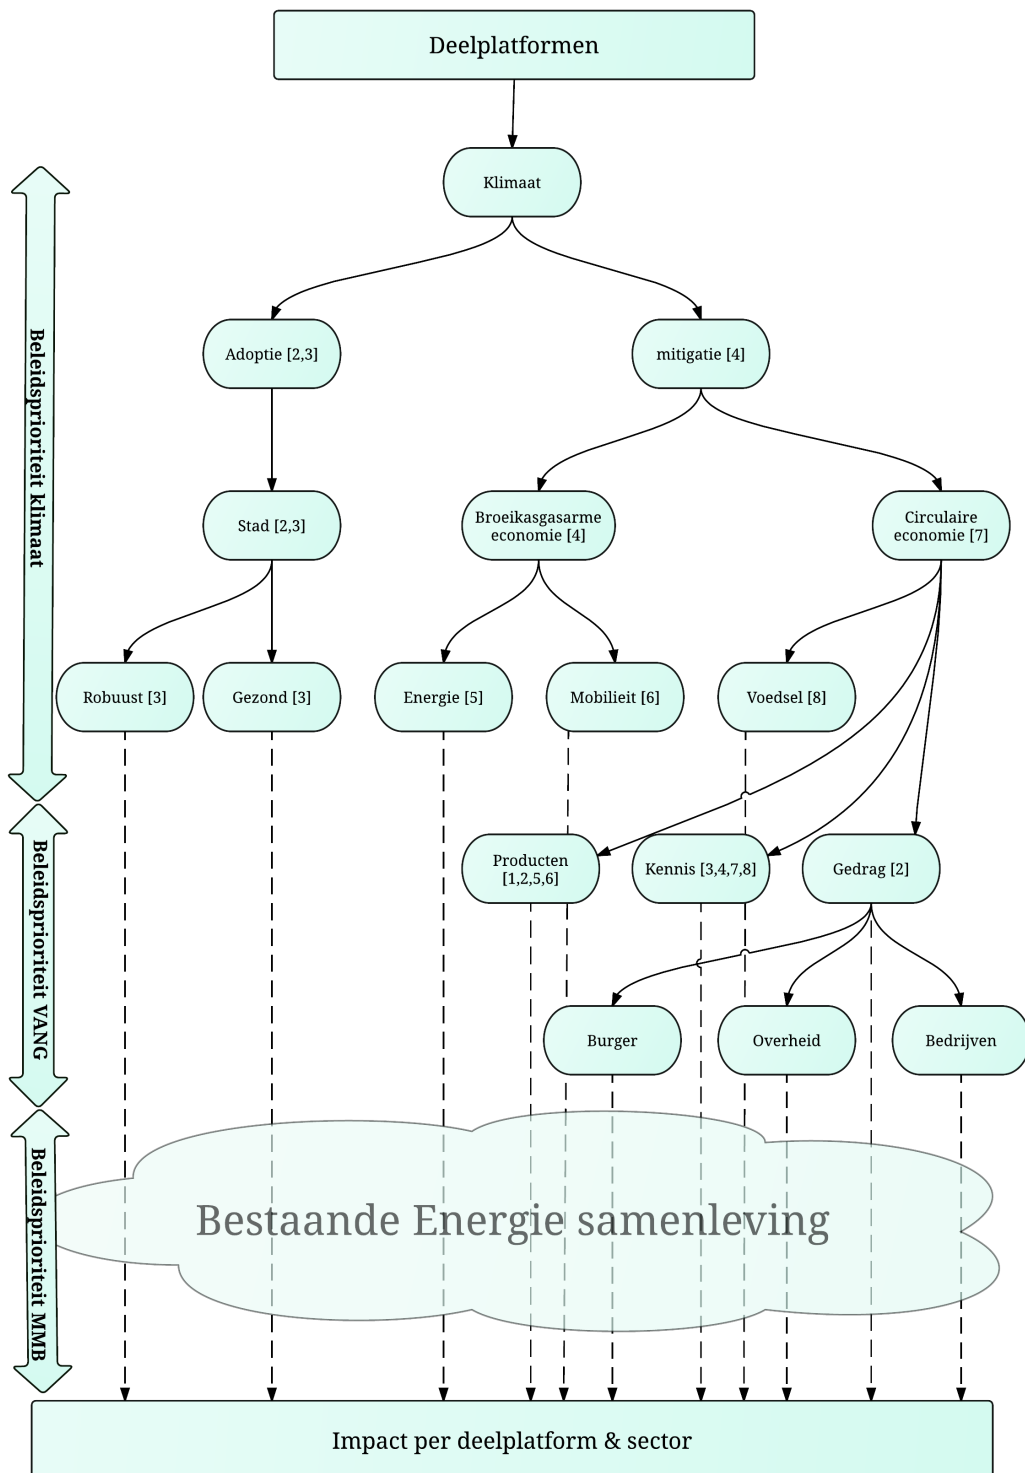 Deelplatformen
Klimaat
Adoptie [2,3]
mitigatie [4]
Beleidsprioriteit klimaat
Stad [2,3]
Broeikasgasarme
economie [4]
Circulaire
economie [7]
Robuust [3]
Gezond [3]
Energie [5]
Mobilieit [6]
Voedsel [8]
Beleidsprioriteit VANG
Producten
[1,2,5,6]
Kennis [3,4,7,8]
Gedrag [2]
Burger
Overheid
Bedrijven
Beleidsprioriteit MMB
Bestaande Energie samenleving
Impact per deelplatform & sector